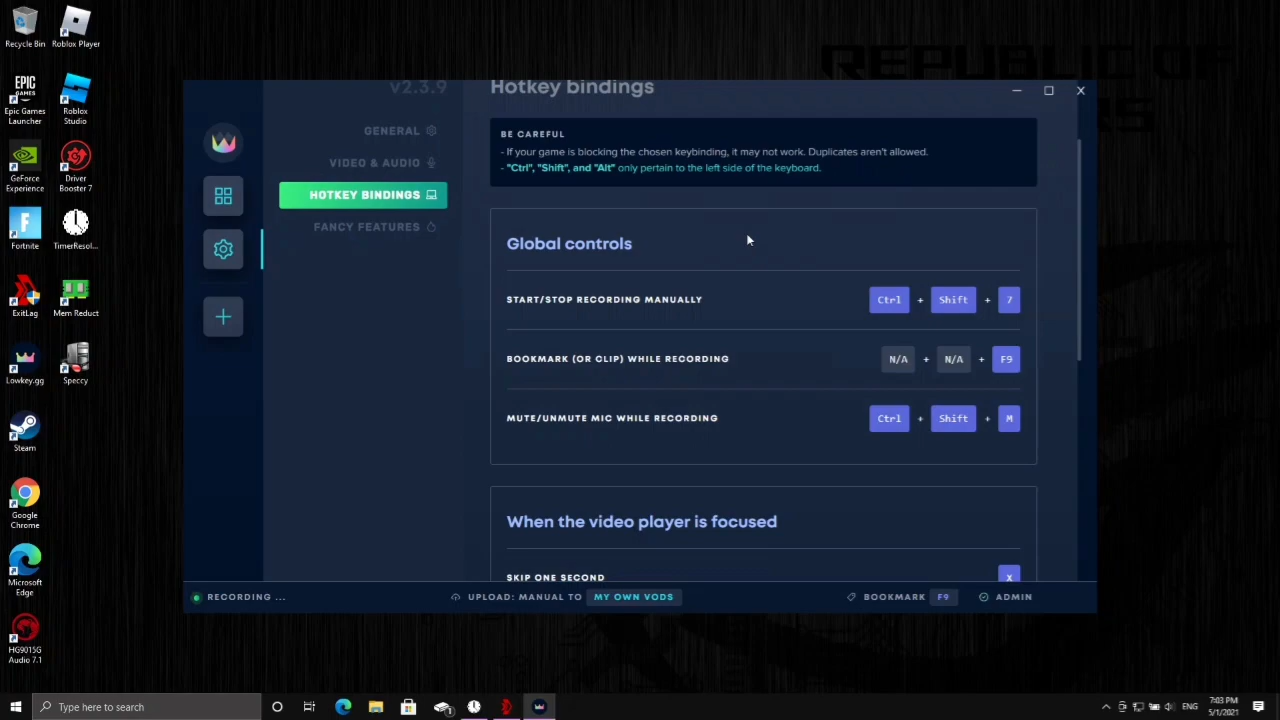 Recycle Bin
Roblox Player
EPIC
GAMES
Epic Games
Launcher
Roblox
Studio
GeForce
Experience
Driver
Booster 7
Fortnite
TimerResol...
ExitLag
Mem Reduct
Lowkey.gg
Speccy
Steam
Google
Chrome
Microsoft
Edge
HG9015G
Audio 7.1
REPUBLIC OF
v2.3.9
GENERAL
VIDEO & AUDIO
HOTKEY BINDINGS
FANCY FEATURES
Hotkey bindings
BE CAREFUL
- If your game is blocking the chosen keybinding, it may not work. Duplicates aren't allowed.
- "Ctrl", "Shift", and "Alt" only pertain to the left side of the keyboard.
Global controls
START/STOP RECORDING MANUALLY Ctrl + Shift + 7
BOOKMARK (OR CLIP) WHILE RECORDING N/A + N/A + F9
MUTE/UNMUTE MIC WHILE RECORDING Ctrl + Shift + M
When the video player is focused
SKIP ONE SECOND X
RECORDING ... UPLOAD: MANUAL TO MY OWN VODS BOOKMARK F9 ADMIN
Type here to search
ENG
7:03 PM
5/1/2021